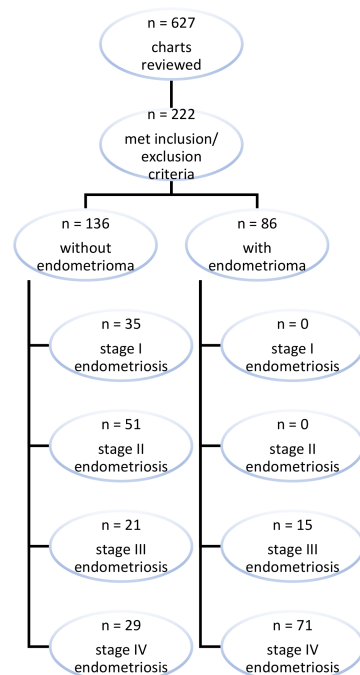 n = 627
charts
reviewed
n = 222
met inclusion/
exclusion
criteria
n = 136
without
endometrioma
n = 86
with
endometrioma
n = 35
stage I
endometriosis
n = 51
stage II
endometriosis
n = 21
stage III
endometriosis
n = 29
stage IV
endometriosis
n = 0
stage I
endometriosis
n = 0
stage II
endometriosis
n = 15
stage III
endometriosis
n = 71
stage IV
endometriosis